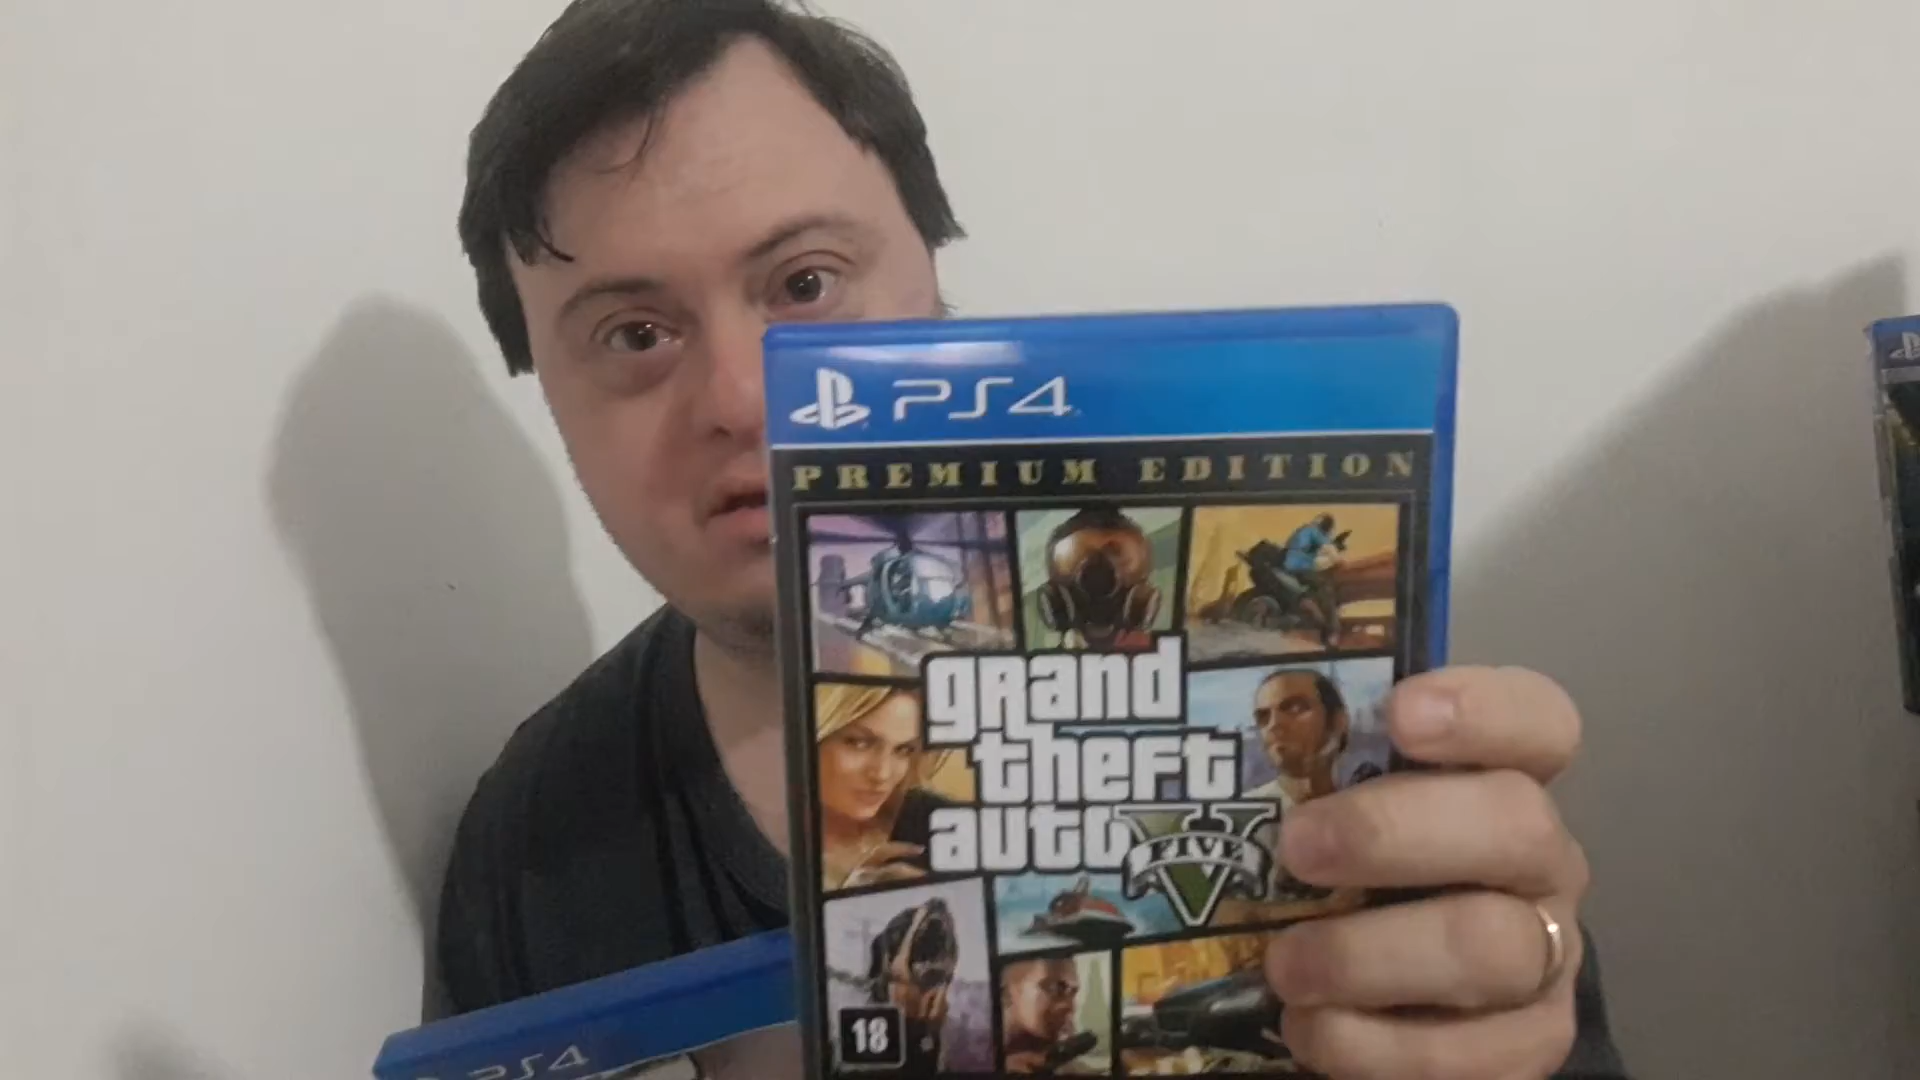 PS4
PREMIUM EDITION
grand
theft
auto V
FIVE
18
PS4